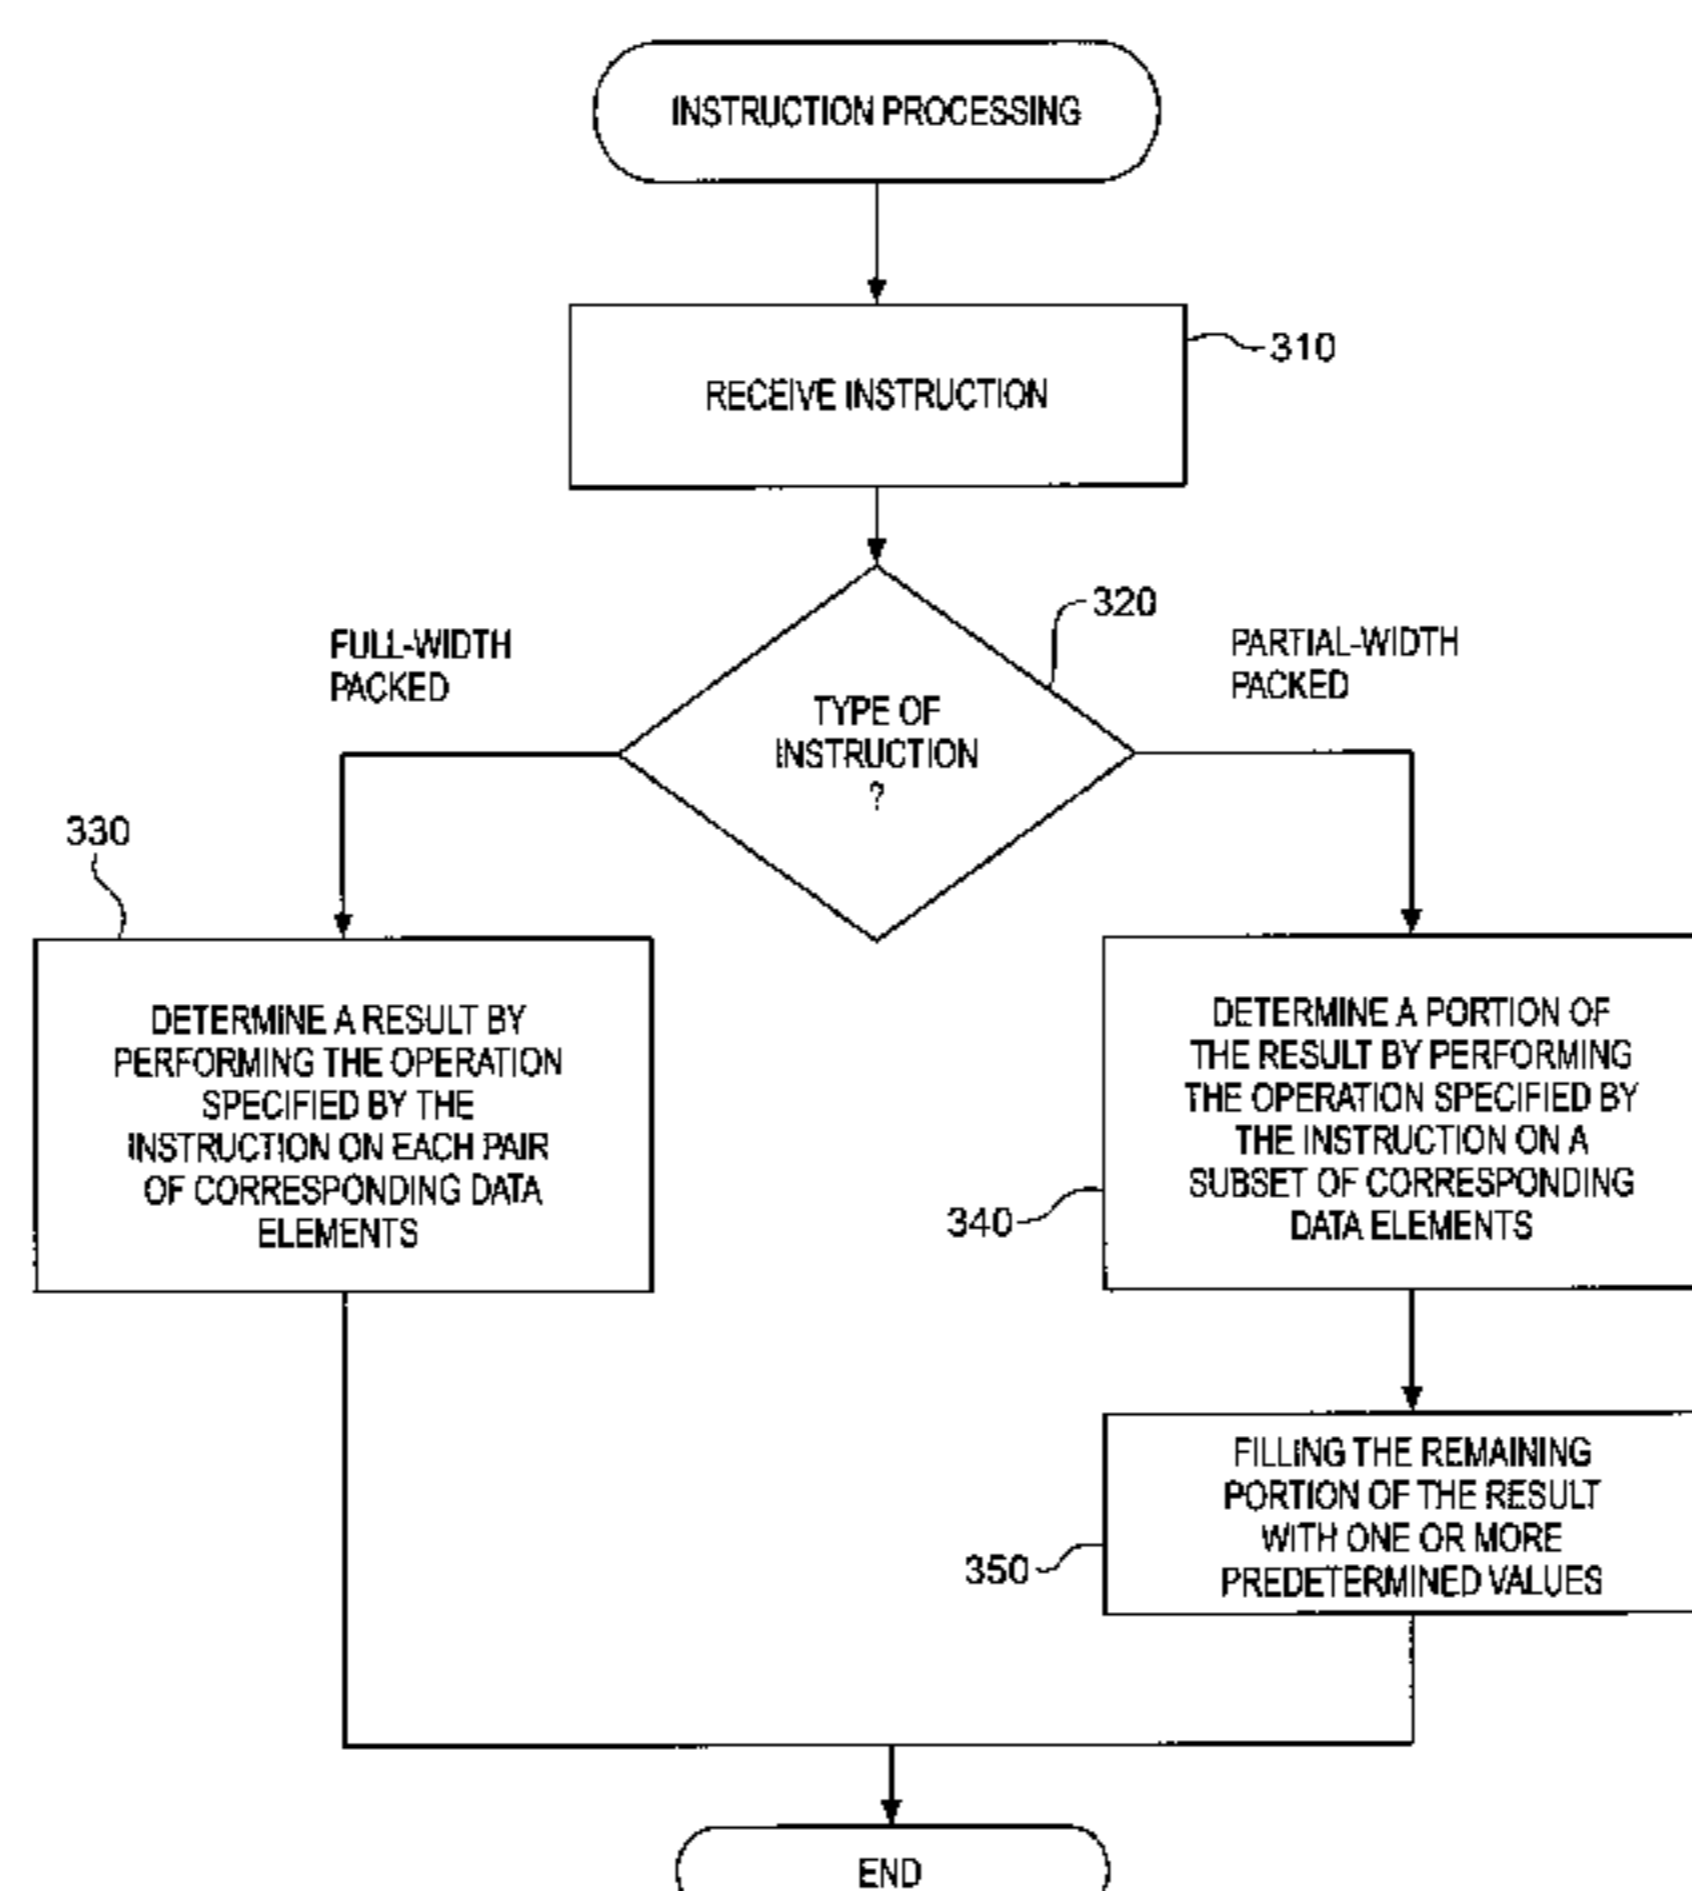 INSTRUCTION PROCESSING
RECEIVE INSTRUCTION
310
320
FULL-WIDTH
PACKED
PARTIAL-WIDTH
PACKED
TYPE OF
INSTRUCTION
?
330
DETERMINE A RESULT BY
PERFORMING THE OPERATION
SPECIFIED BY THE
INSTRUCTION ON EACH PAIR
OF CORRESPONDING DATA
ELEMENTS
DETERMINE A PORTION OF
THE RESULT BY PERFORMING
THE OPERATION SPECIFIED BY
THE INSTRUCTION ON A
SUBSET OF CORRESPONDING
DATA ELEMENTS
340
FILLING THE REMAINING
PORTION OF THE RESULT
WITH ONE OR MORE
PREDETERMINED VALUES
350
END